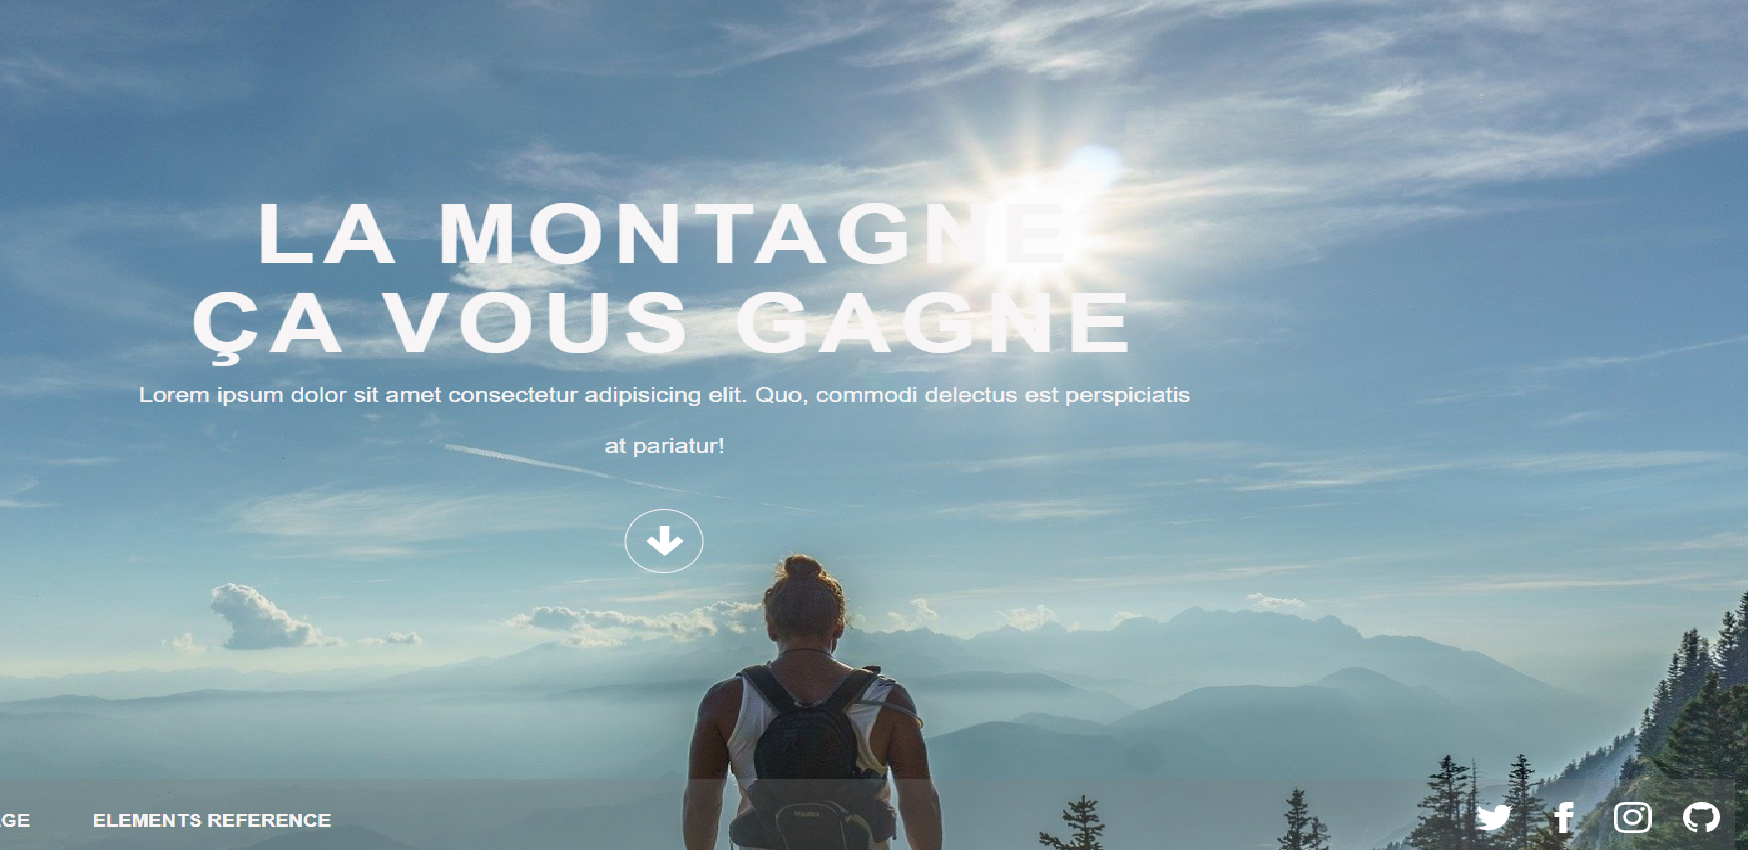 LA MONTAGNE
ÇA VOUS GAGNE
Lorem ipsum dolor sit amet consectetur adipisicing elit. Quo, commodi delectus est perspiciatis
at pariatur!
ELEMENTS REFERENCE